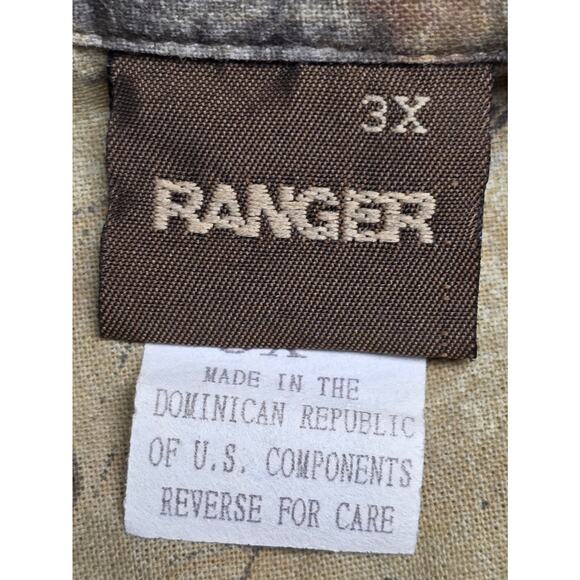 3X
RANGER
MADE IN THE
DOMINICAN REPUBLIC
OF U.S. COMPONENTS
REVERSE FOR CARE